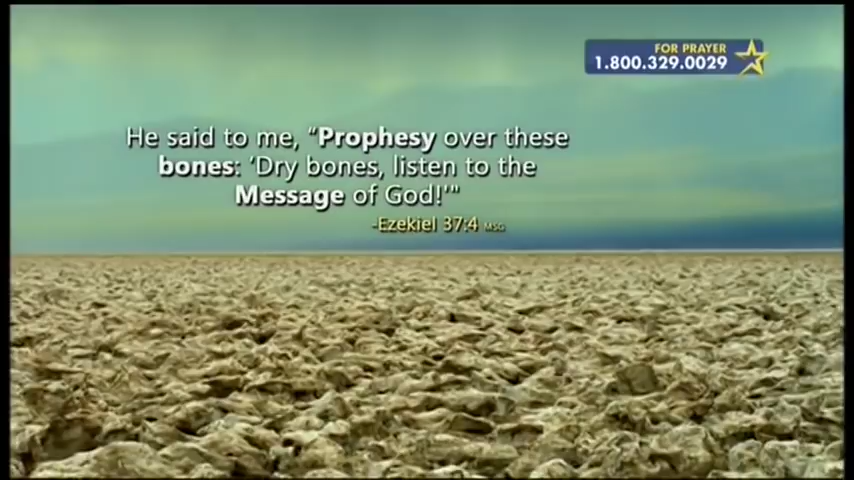 FOR PRAYER
1.800.329.0029
He said to me, "Prophesy over these
bones: 'Dry bones, listen to the
Message of God!'"
-Ezekiel 37:4 MSG